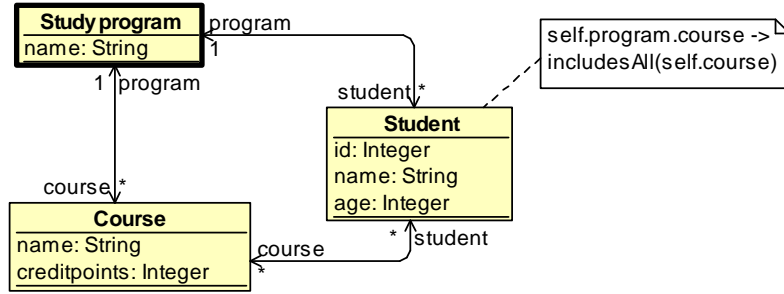 Study program
name: String
program
1
self.program.course ->
includesAll(self.course)
1 program
student *
Student
id: Integer
name: String
age: Integer
course *
Course
name: String
creditpoints: Integer
course
*
* student